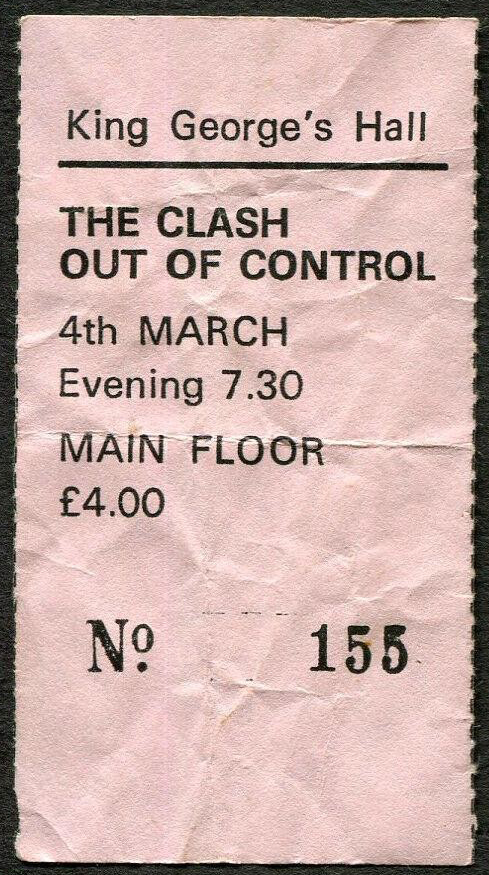 King George's Hall
THE CLASH
OUT OF CONTROL
4th MARCH
Evening 7.30
MAIN FLOOR
£4.00
Nº. 155